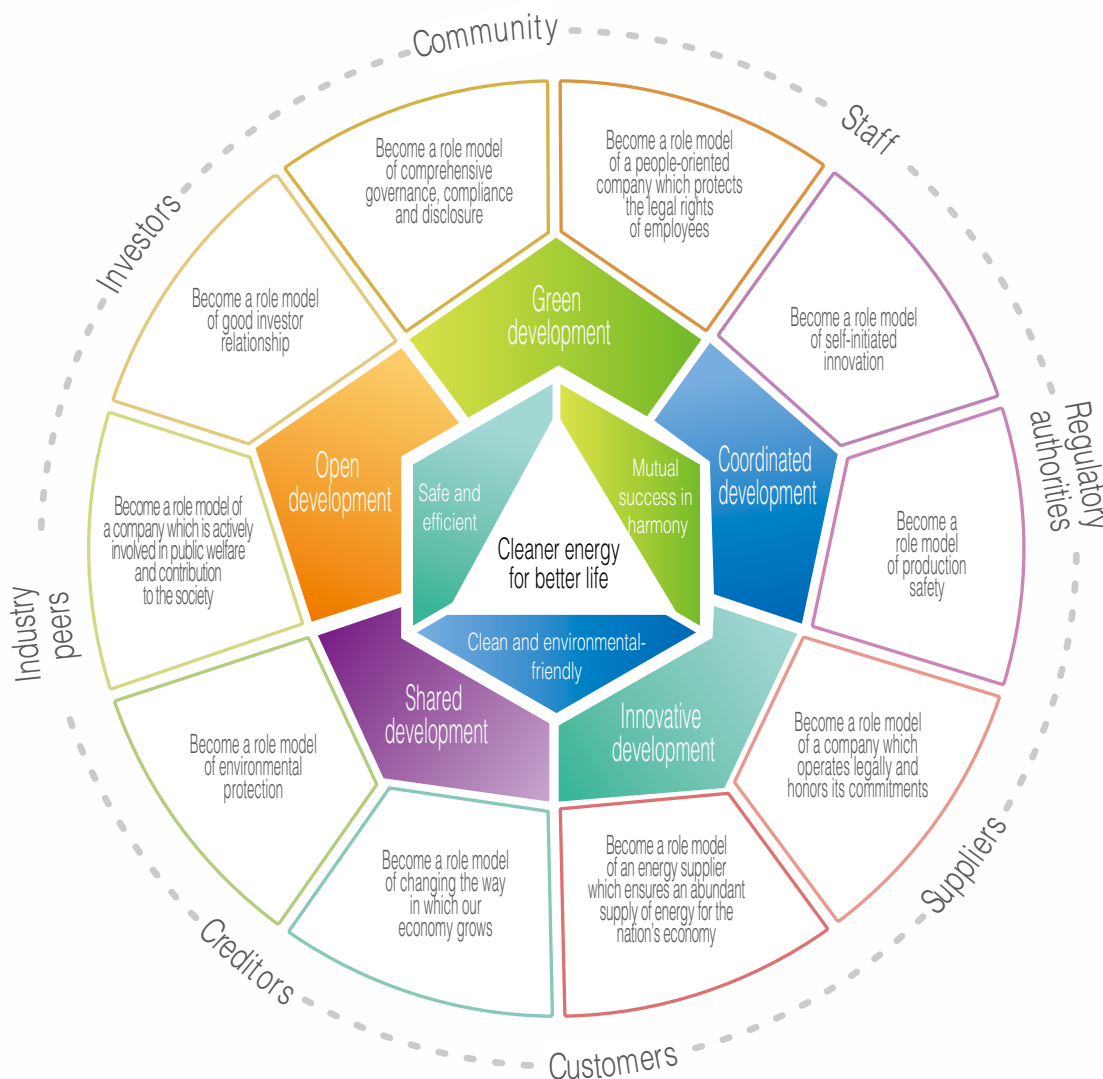 Community
Staff
Regulatory
authorities
Suppliers
Customers
Creditors
Industry
peers
Investors
Become a role model
of comprehensive
governance, compliance
and disclosure
Become a role model
of a people-oriented
company which protects
the legal rights
of employees
Become a role model
of self-initiated
innovation
Become a
role model
of production
safety
Become a role model
of a company which
operates legally and
honors its commitments
Become a role model
of an energy supplier
which ensures an abundant
supply of energy for the
nation's economy
Become a role model
of changing the way
in which our
economy grows
Become a role model
of environmental
protection
Become a role model of
a company which is actively
involved in public welfare
and contribution
to the society
Become a role model
of good investor
relationship
Green
development
Coordinated
development
Innovative
development
Shared
development
Open
development
Safe and
efficient
Mutual
success in
harmony
Clean and environmental-
friendly
Cleaner energy
for better life